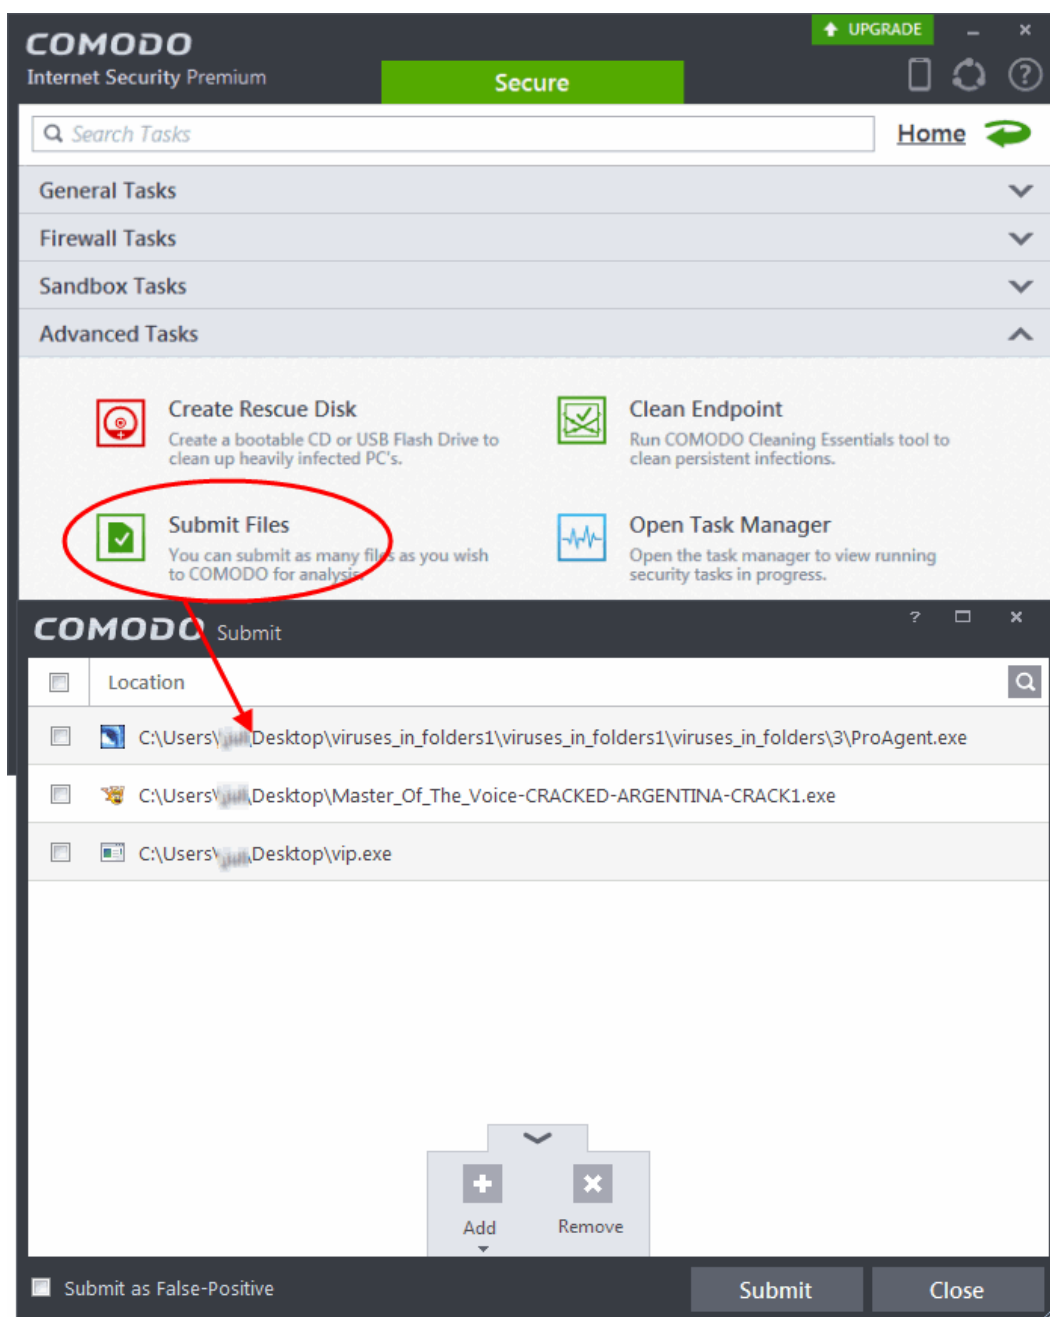 COMODO
UPGRADE
Internet Security Premium
Secure
Search Tasks
Home
General Tasks
Firewall Tasks
Sandbox Tasks
Advanced Tasks
Create Rescue Disk
Create a bootable CD or USB Flash Drive to
clean up heavily infected PC's.
Clean Endpoint
Run COMODO Cleaning Essentials tool to
clean persistent infections.
Submit Files
You can submit as many files as you wish
to COMODO for analysis.
Open Task Manager
Open the task manager to view running
security tasks in progress.
COMODO Submit
Location
C:\Users\ \Desktop\viruses_in_folders1\viruses_in_folders1\viruses_in_folders\3\ProAgent.exe
C:\Users\ \Desktop\Master_Of_The_Voice-CRACKED-ARGENTINA-CRACK1.exe
C:\Users\ \Desktop\vip.exe
Add
Remove
Submit as False-Positive
Submit
Close